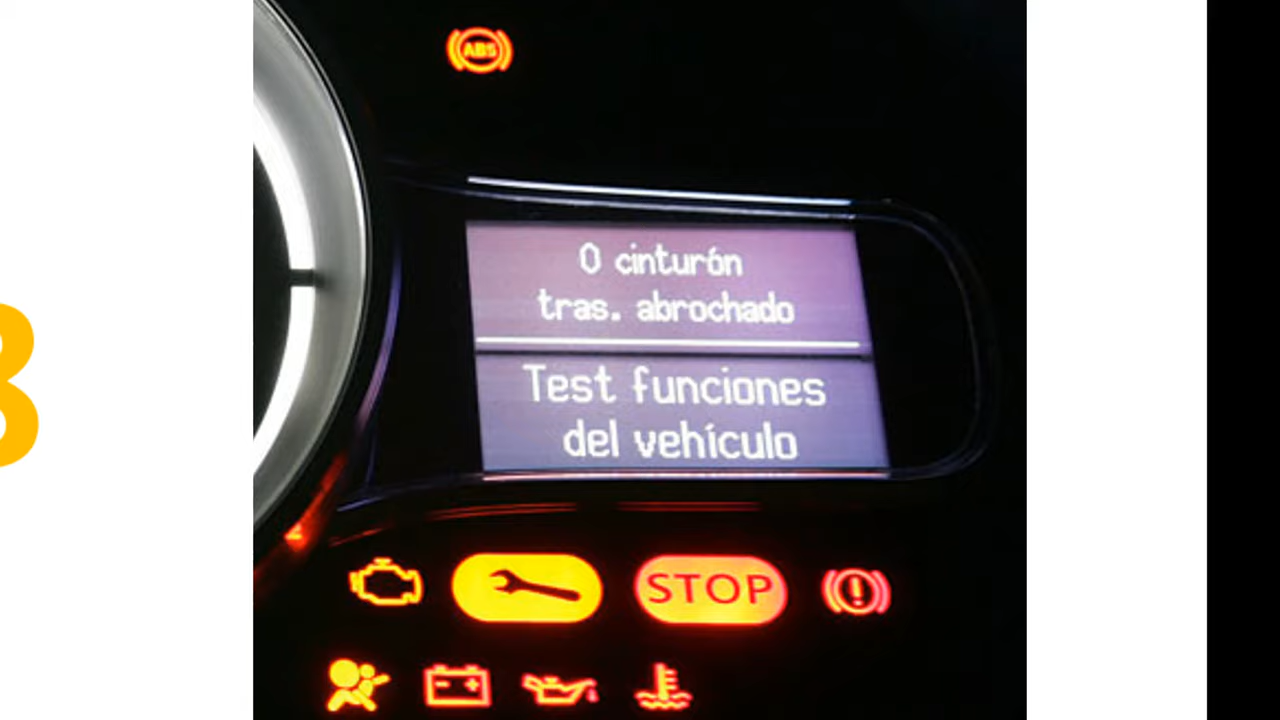 ABS
0 cinturón
tras. abrochado
Test funciones
del vehículo
STOP